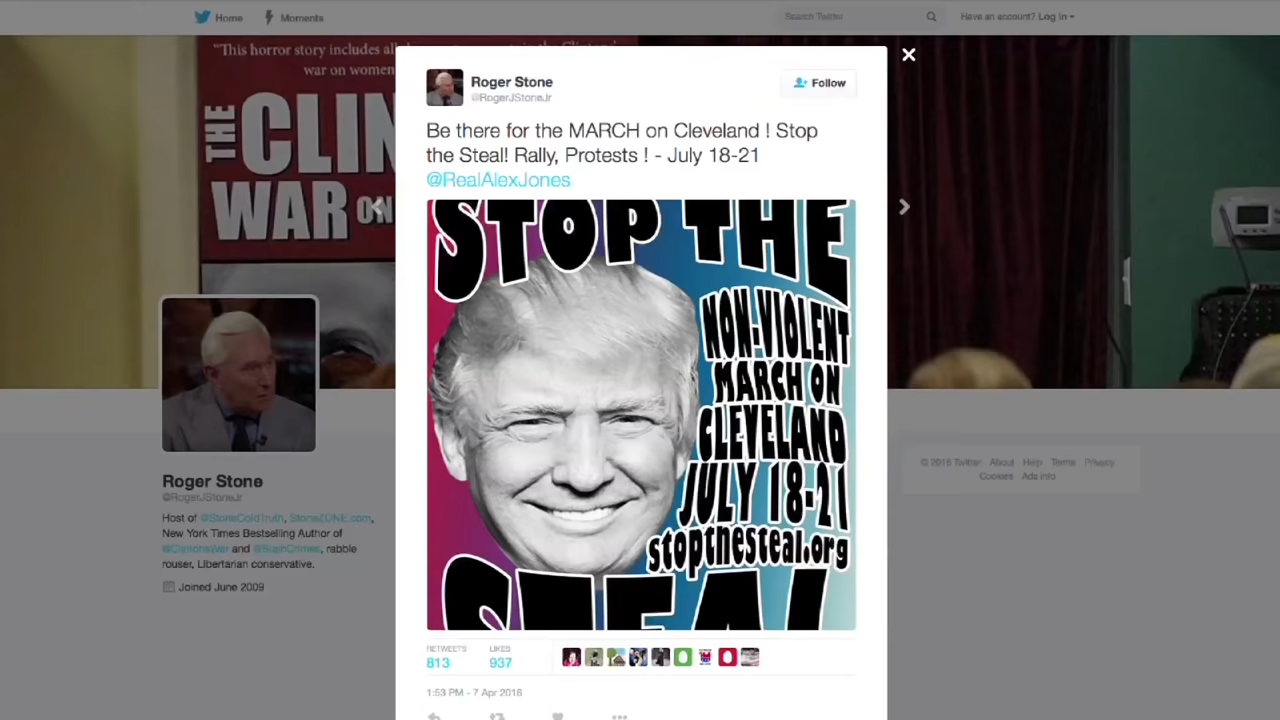 Home
Moments
Search Twitter
Have an account? Log in
"This horror story includes
war on women
THE
CLIN
WAR ON
Roger Stone
@RogerJStoneJr
Follow
Be there for the MARCH on Cleveland ! Stop
the Steal! Rally, Protests ! - July 18-21
@RealAlexJones
STOP THE
NON-VIOLENT
MARCH ON
CLEVELAND
JULY 18-21
stopthesteal.org
STEAL
RETWEETS
813
LIKES
937
1:53 PM - 7 Apr 2016
Roger Stone
@RogerJStoneJr
Host of @StoneColdTruth, StoneZONE.com,
New York Times Bestselling Author of
@ClintonsWar and @BushCrimes, rabble
rouser, Libertarian conservative.
Joined June 2009
© 2016 Twitter About Help Terms Privacy
Cookies Ads info